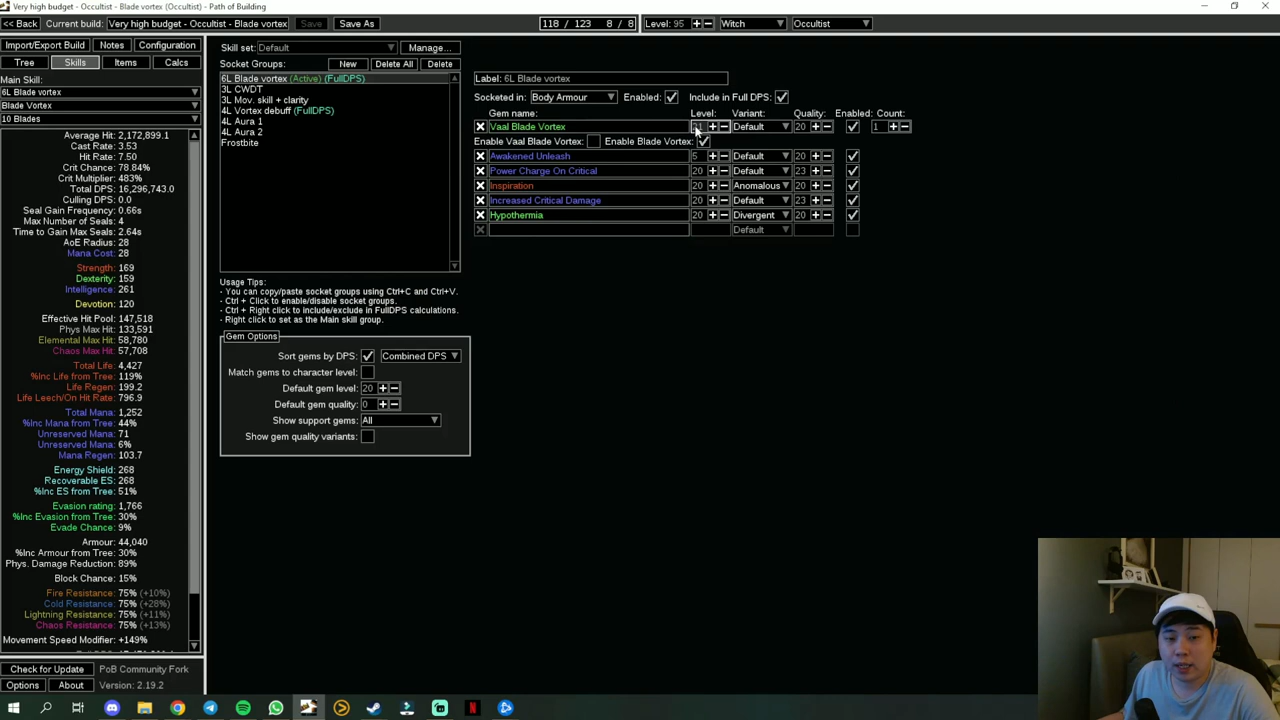 Very high budget - Occultist - Blade vortex (Occultist) - Path of Building
<< Back Current build: Very high budget - Occultist - Blade vortex Save Save As 118 / 123 8 / 8 Level: 95 + − Witch Occultist
Import/Export Build Notes Configuration
Tree Skills Items Calcs
Main Skill:
6L Blade vortex
Blade Vortex
10 Blades
Average Hit: 2,172,899.1
Cast Rate: 3.53
Hit Rate: 7.50
Crit Chance: 78.84%
Crit Multiplier: 483%
Total DPS: 16,296,743.0
Culling DPS: 0.0
Seal Gain Frequency: 0.66s
Max Number of Seals: 4
Time to Gain Max Seals: 2.64s
AoE Radius: 28
Mana Cost: 28
Strength: 169
Dexterity: 159
Intelligence: 261
Devotion: 120
Effective Hit Pool: 147,518
Phys Max Hit: 133,591
Elemental Max Hit: 58,780
Chaos Max Hit: 57,708
Total Life: 4,427
%Inc Life from Tree: 119%
Life Regen: 199.2
Life Leech/On Hit Rate: 796.9
Total Mana: 1,252
%Inc Mana from Tree: 44%
Unreserved Mana: 71
Unreserved Mana: 6%
Mana Regen: 103.7
Energy Shield: 268
Recoverable ES: 268
%Inc ES from Tree: 51%
Evasion rating: 1,766
%Inc Evasion from Tree: 30%
Evade Chance: 9%
Armour: 44,040
%Inc Armour from Tree: 30%
Phys. Damage Reduction: 89%
Block Chance: 15%
Fire Resistance: 75% (+10%)
Cold Resistance: 75% (+28%)
Lightning Resistance: 75% (+11%)
Chaos Resistance: 75% (+13%)
Movement Speed Modifier: +149%
Check for Update PoB Community Fork
Options About Version: 2.19.2
Skill set: Default Manage...
Socket Groups: New Delete All Delete
6L Blade vortex (Active) (FullDPS)
3L CWDT
3L Mov. skill + clarity
4L Vortex debuff (FullDPS)
4L Aura 1
4L Aura 2
Frostbite
Usage Tips:
- You can copy/paste socket groups using Ctrl+C and Ctrl+V.
- Ctrl + Click to enable/disable socket groups.
- Ctrl + Right click to include/exclude in FullDPS calculations.
- Right click to set as the Main skill group.
Gem Options
Sort gems by DPS: Combined DPS
Match gems to character level:
Default gem level: 20 + −
Default gem quality: 0 + −
Show support gems: All
Show gem quality variants:
Label: 6L Blade vortex
Socketed in: Body Armour Enabled: Include in Full DPS:
Gem name: Level: Variant: Quality: Enabled: Count:
Vaal Blade Vortex + − Default 20 + − 1 + −
Enable Vaal Blade Vortex: Enable Blade Vortex:
Awakened Unleash 5 + − Default 20 + −
Power Charge On Critical 20 + − Default 23 + −
Inspiration 20 + − Anomalous 20 + −
Increased Critical Damage 20 + − Default 23 + −
Hypothermia 20 + − Divergent 20 + −
Default